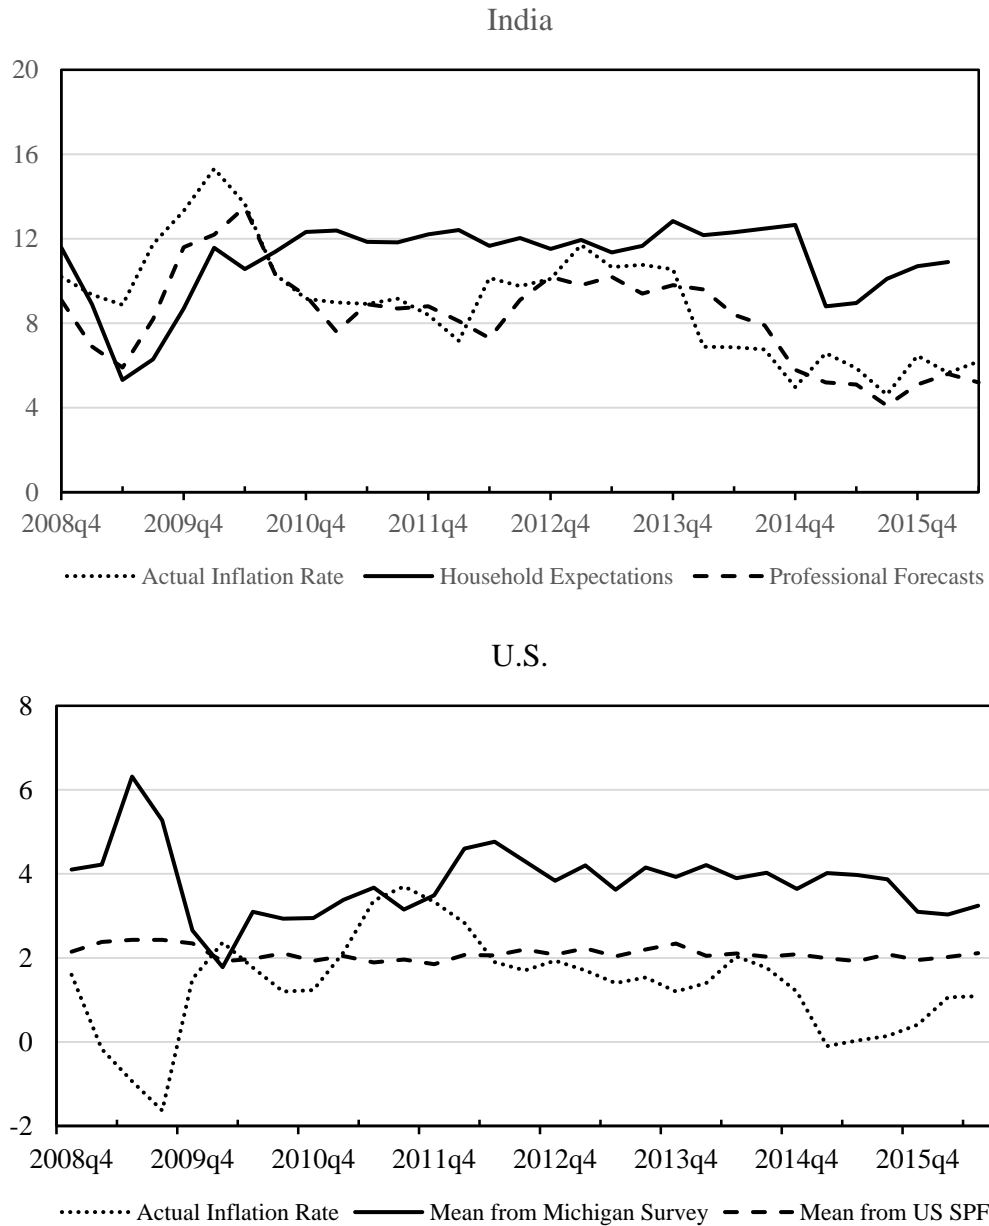 India
20
16
12
8
4
0
2008q4 2009q4 2010q4 2011q4 2012q4 2013q4 2014q4 2015q4
Actual Inflation Rate Household Expectations Professional Forecasts
U.S.
8
6
4
2
0
-2
2008q4 2009q4 2010q4 2011q4 2012q4 2013q4 2014q4 2015q4
Actual Inflation Rate Mean from Michigan Survey Mean from US SPF